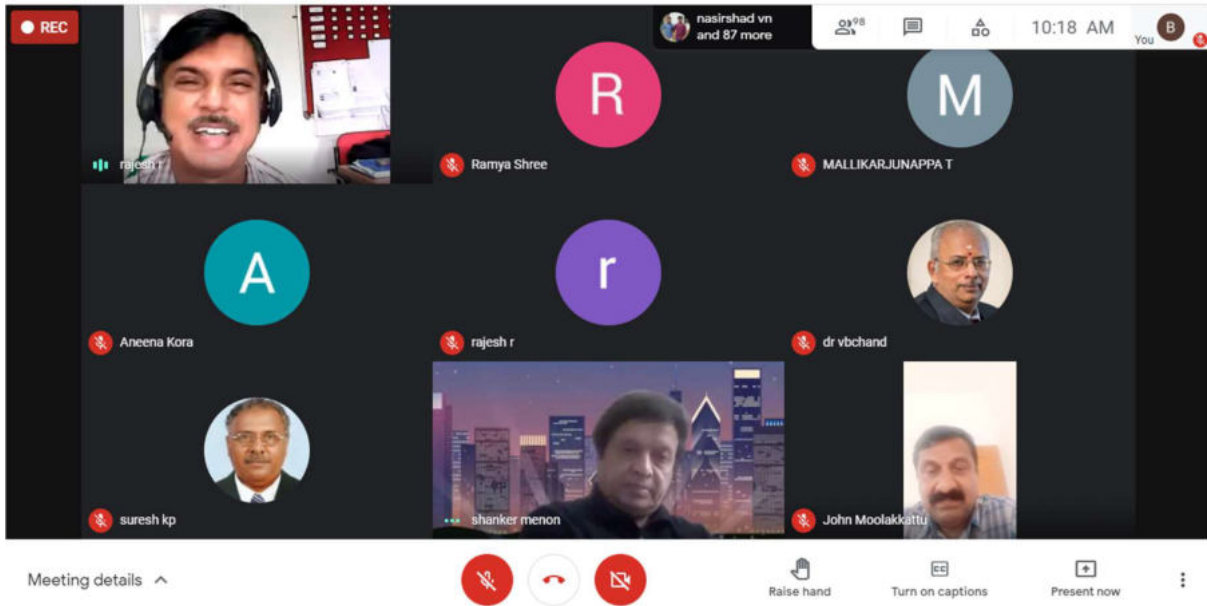 REC
nasirshad vn
and 87 more
98
10:18 AM
You
B
rajesh r
R
Ramya Shree
M
MALLIKARJUNAPPA T
A
Aneena Kora
r
rajesh r
dr vbchand
suresh kp
shanker menon
John Moolakkattu
Meeting details
Raise hand
CC
Turn on captions
Present now